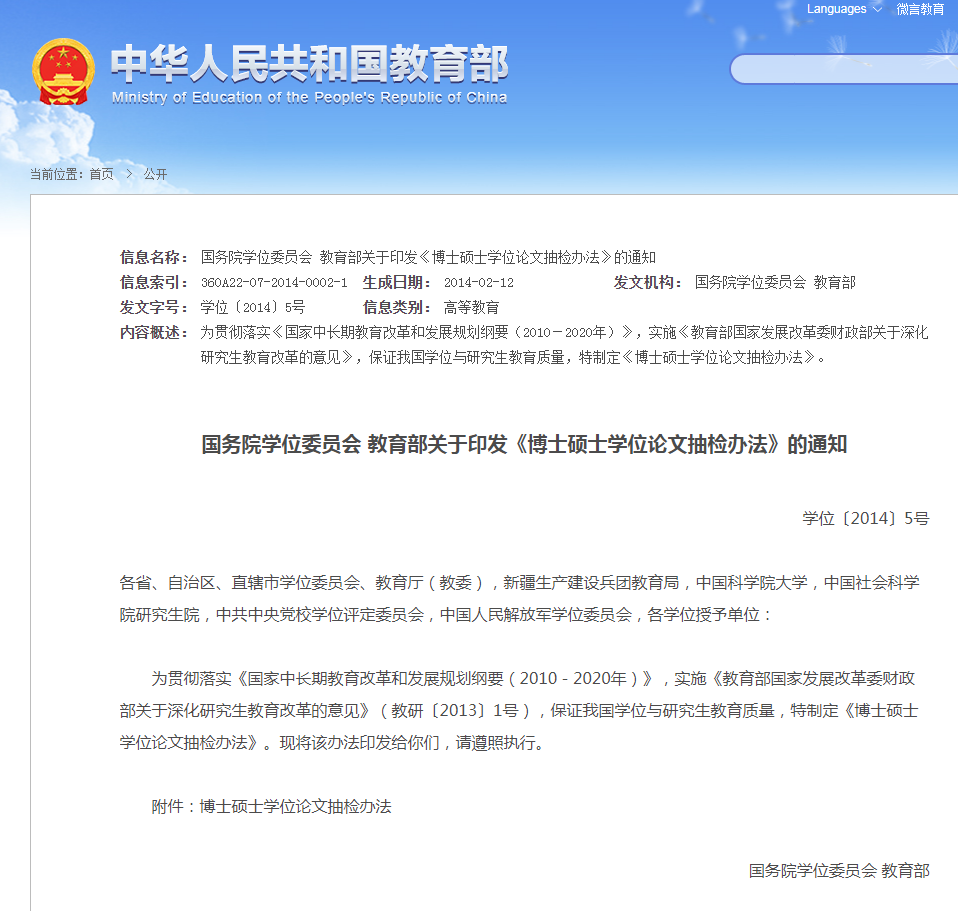 Languages 微言教育
中华人民共和国教育部
Ministry of Education of the People's Republic of China
当前位置：首页 > 公开
信息名称： 国务院学位委员会 教育部关于印发《博士硕士学位论文抽检办法》的通知
信息索引： 360A22-07-2014-0002-1 生成日期： 2014-02-12 发文机构： 国务院学位委员会 教育部
发文字号： 学位〔2014〕5号 信息类别： 高等教育
内容概述： 为贯彻落实《国家中长期教育改革和发展规划纲要（2010－2020年）》，实施《教育部国家发展改革委财政部关于深化
研究生教育改革的意见》，保证我国学位与研究生教育质量，特制定《博士硕士学位论文抽检办法》。
国务院学位委员会 教育部关于印发《博士硕士学位论文抽检办法》的通知
学位〔2014〕5号
各省、自治区、直辖市学位委员会、教育厅（教委），新疆生产建设兵团教育局，中国科学院大学，中国社会科学
院研究生院，中共中央党校学位评定委员会，中国人民解放军学位委员会，各学位授予单位：
为贯彻落实《国家中长期教育改革和发展规划纲要（2010－2020年）》，实施《教育部国家发展改革委财政
部关于深化研究生教育改革的意见》（教研〔2013〕1号），保证我国学位与研究生教育质量，特制定《博士硕士
学位论文抽检办法》。现将该办法印发给你们，请遵照执行。
附件：博士硕士学位论文抽检办法
国务院学位委员会 教育部